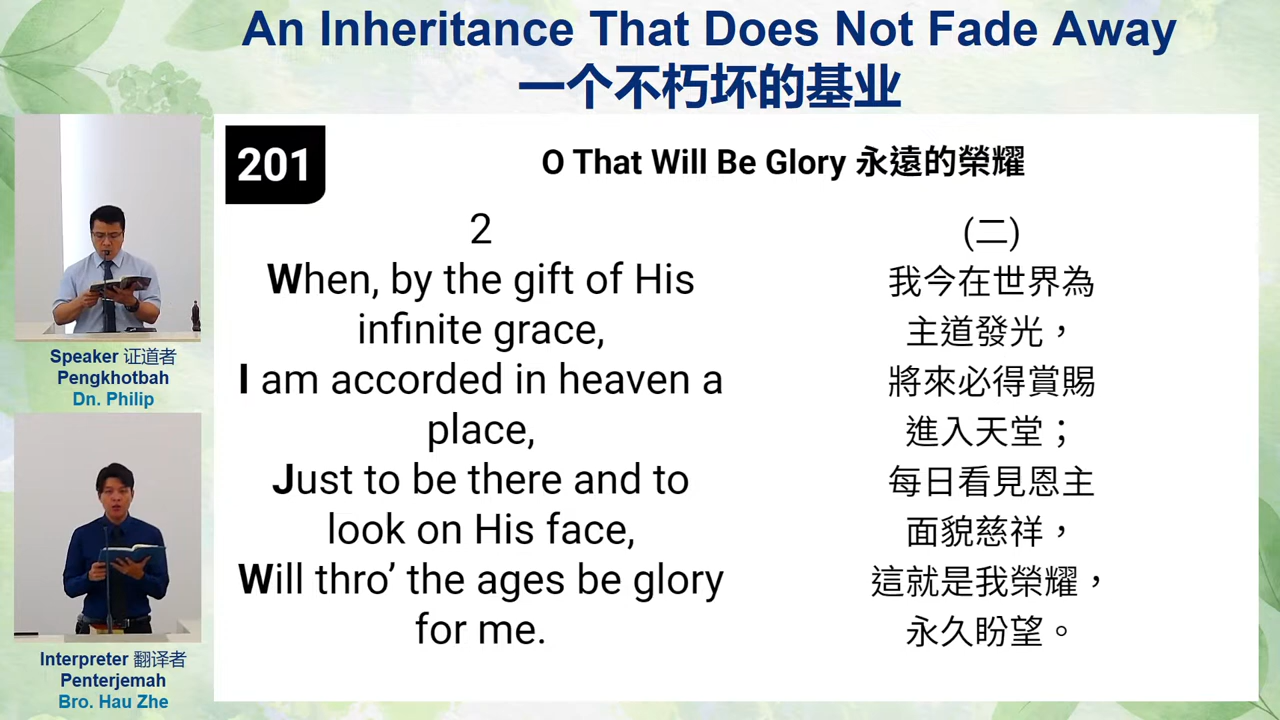 An Inheritance That Does Not Fade Away
一个不朽坏的基业
201
O That Will Be Glory 永遠的榮耀
2
When, by the gift of His
infinite grace,
I am accorded in heaven a
place,
Just to be there and to
look on His face,
Will thro’ the ages be glory
for me.
(二)
我今在世界為
主道發光，
將來必得賞賜
進入天堂；
每日看見恩主
面貌慈祥，
這就是我榮耀，
永久盼望。
Speaker 证道者
Pengkhotbah
Dn. Philip
Interpreter 翻译者
Penterjemah
Bro. Hau Zhe